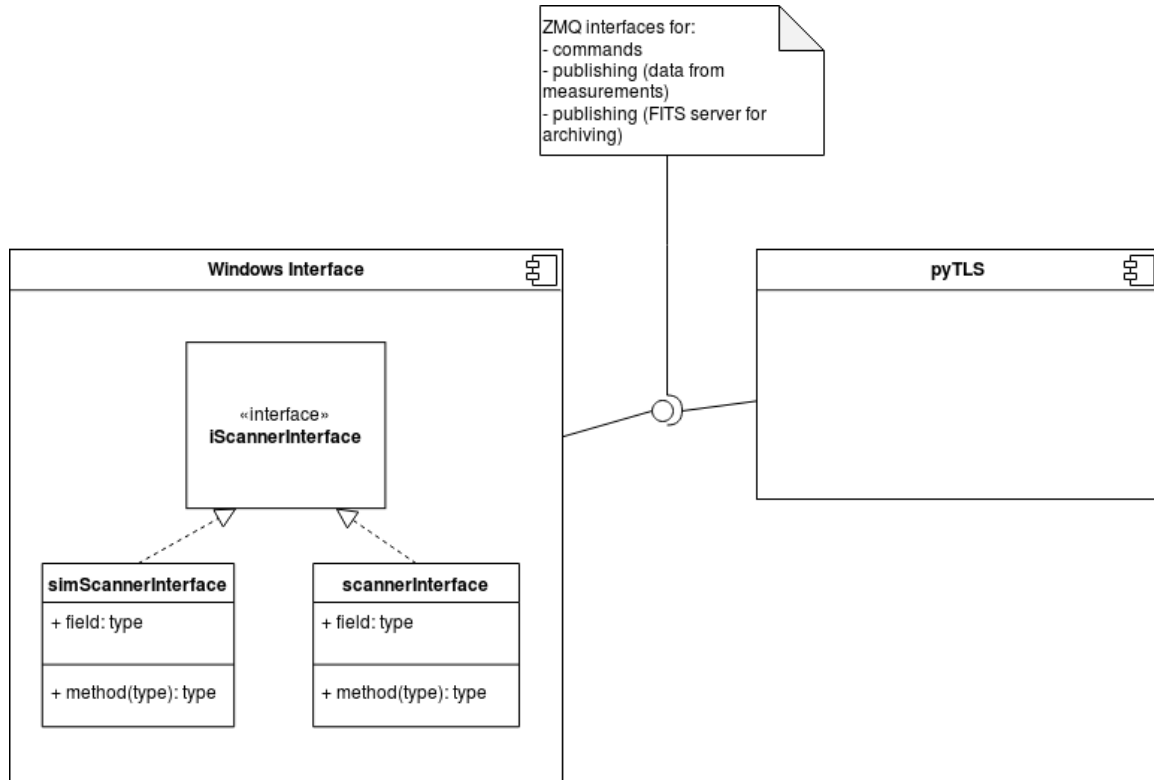 ZMQ interfaces for:
- commands
- publishing (data from
measurements)
- publishing (FITS server for
archiving)
Windows Interface
pyTLS
«interface»
iScannerInterface
simScannerInterface
+ field: type
+ method(type): type
scannerInterface
+ field: type
+ method(type): type